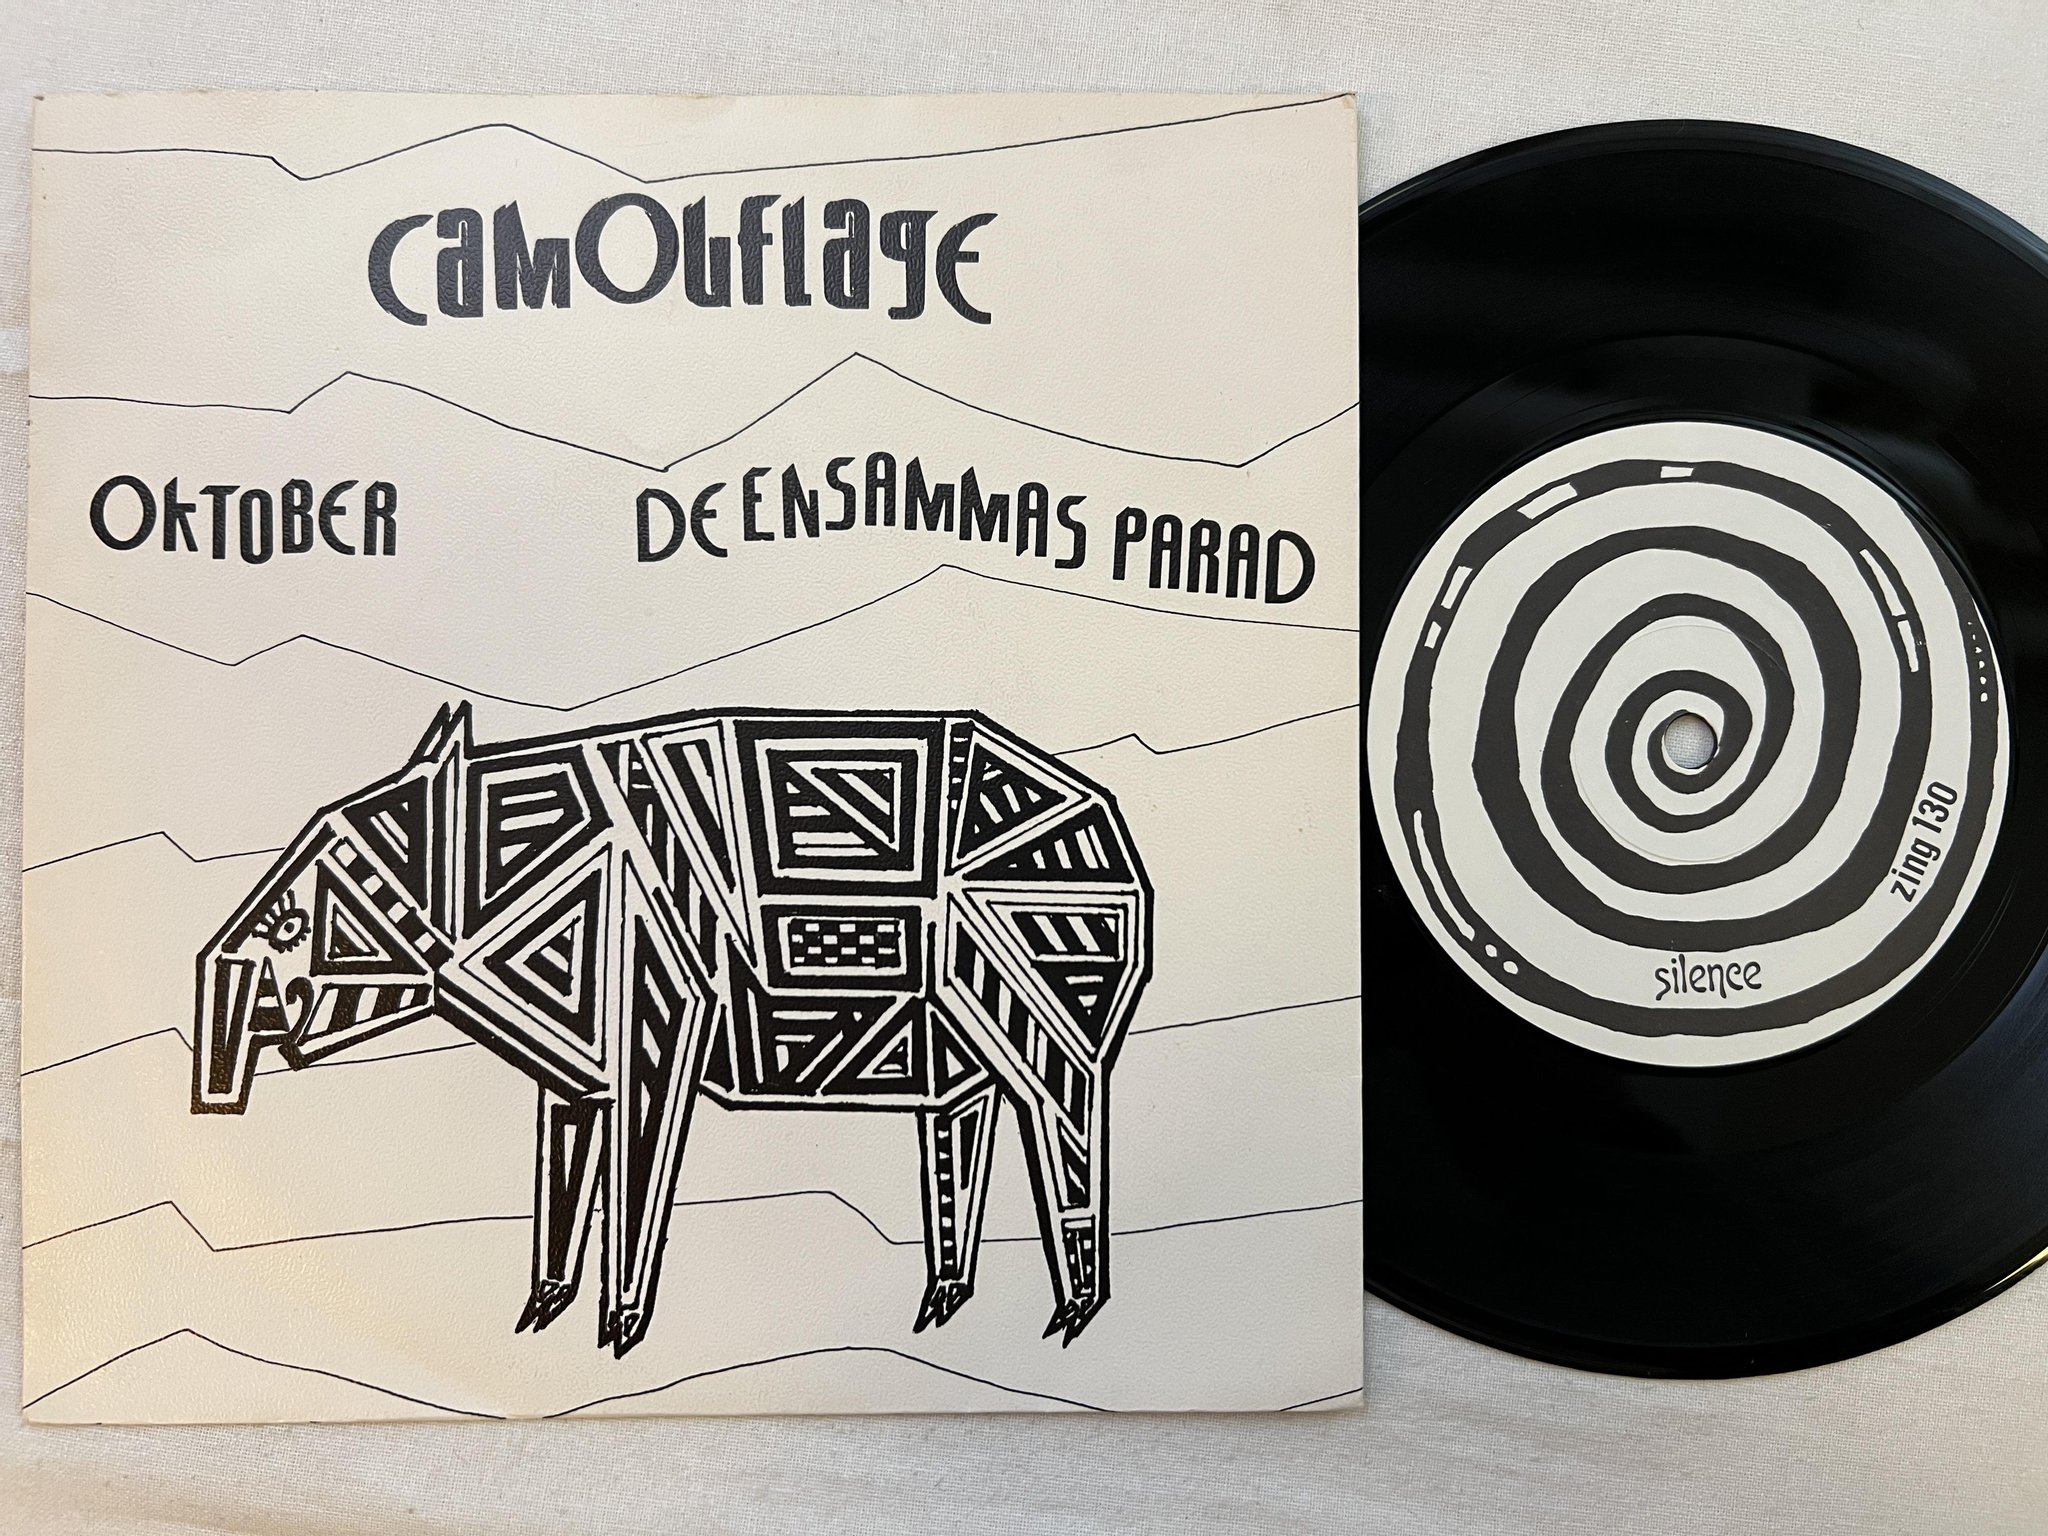 CAMOUFLAGE
OKTOBER
DE ENSAMMAS PARAD
zing 130
silence